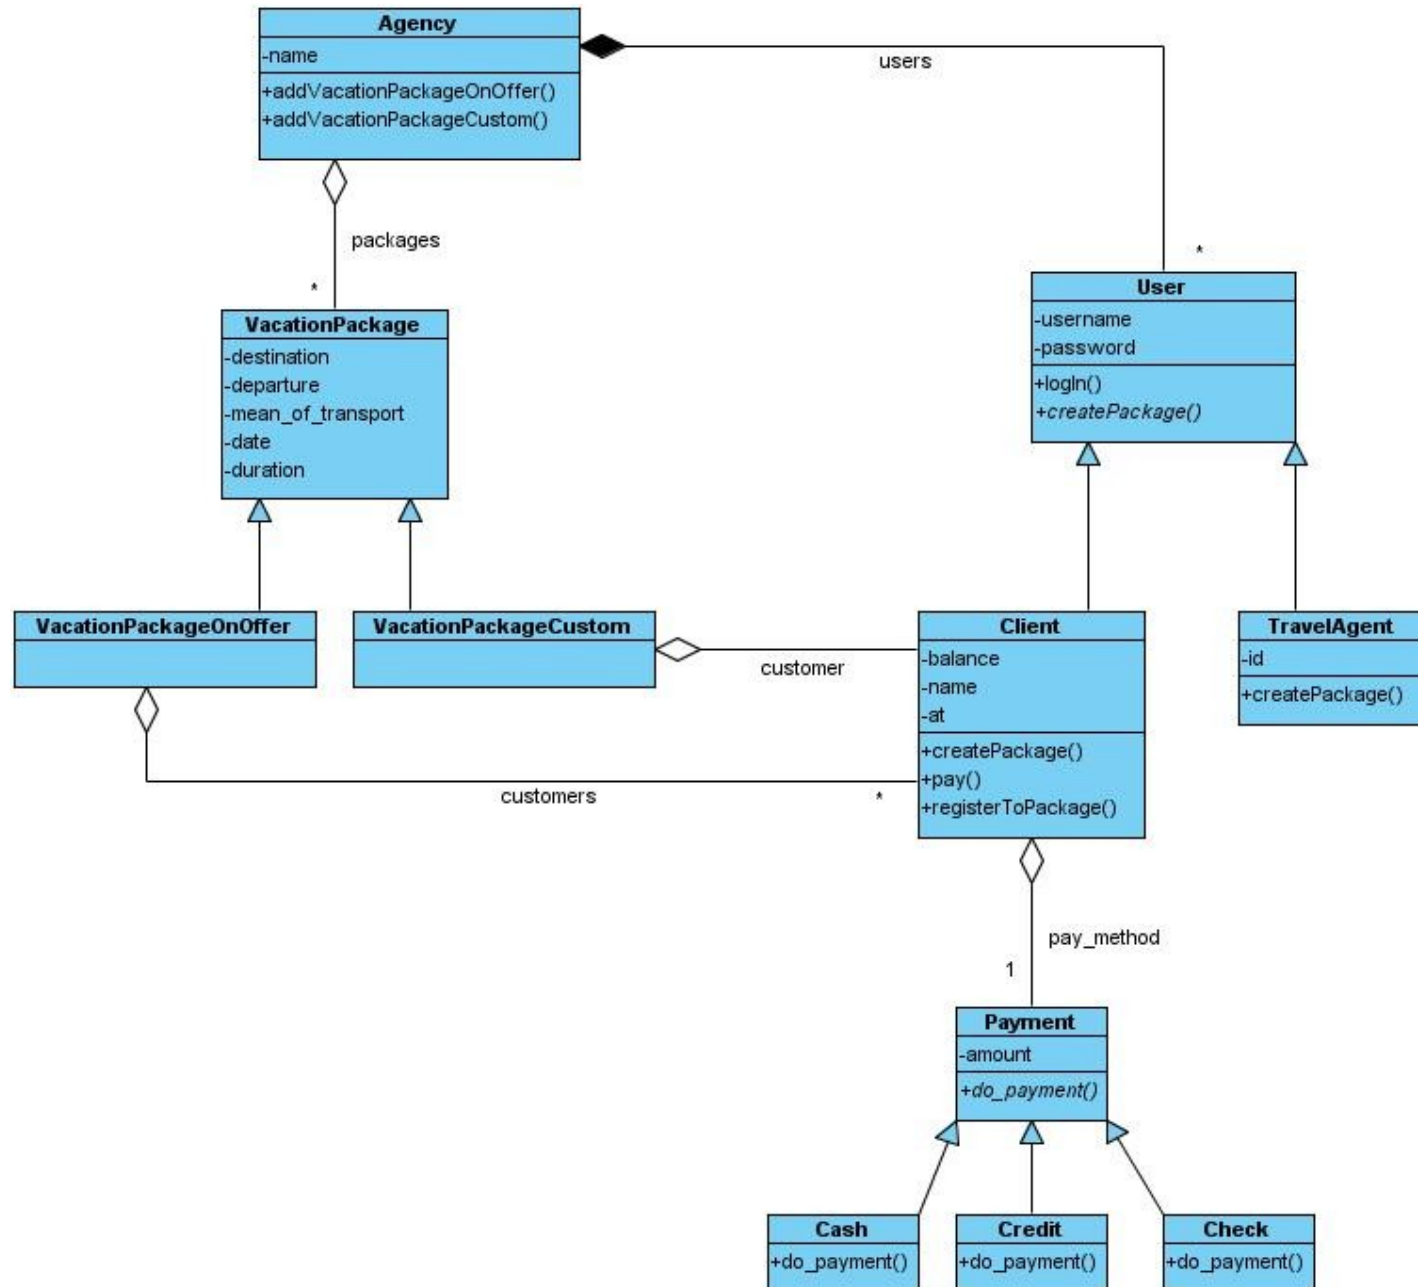 Agency
-name
+addVacationPackageOnOffer()
+addVacationPackageCustom()
users
*
packages
*
User
-username
-password
+logIn()
+createPackage()
VacationPackage
-destination
-departure
-mean_of_transport
-date
-duration
VacationPackageOnOffer
VacationPackageCustom
customer
customers
*
Client
-balance
-name
-at
+createPackage()
+pay()
+registerToPackage()
TravelAgent
-id
+createPackage()
pay_method
1
Payment
-amount
+do_payment()
Cash
+do_payment()
Credit
+do_payment()
Check
+do_payment()